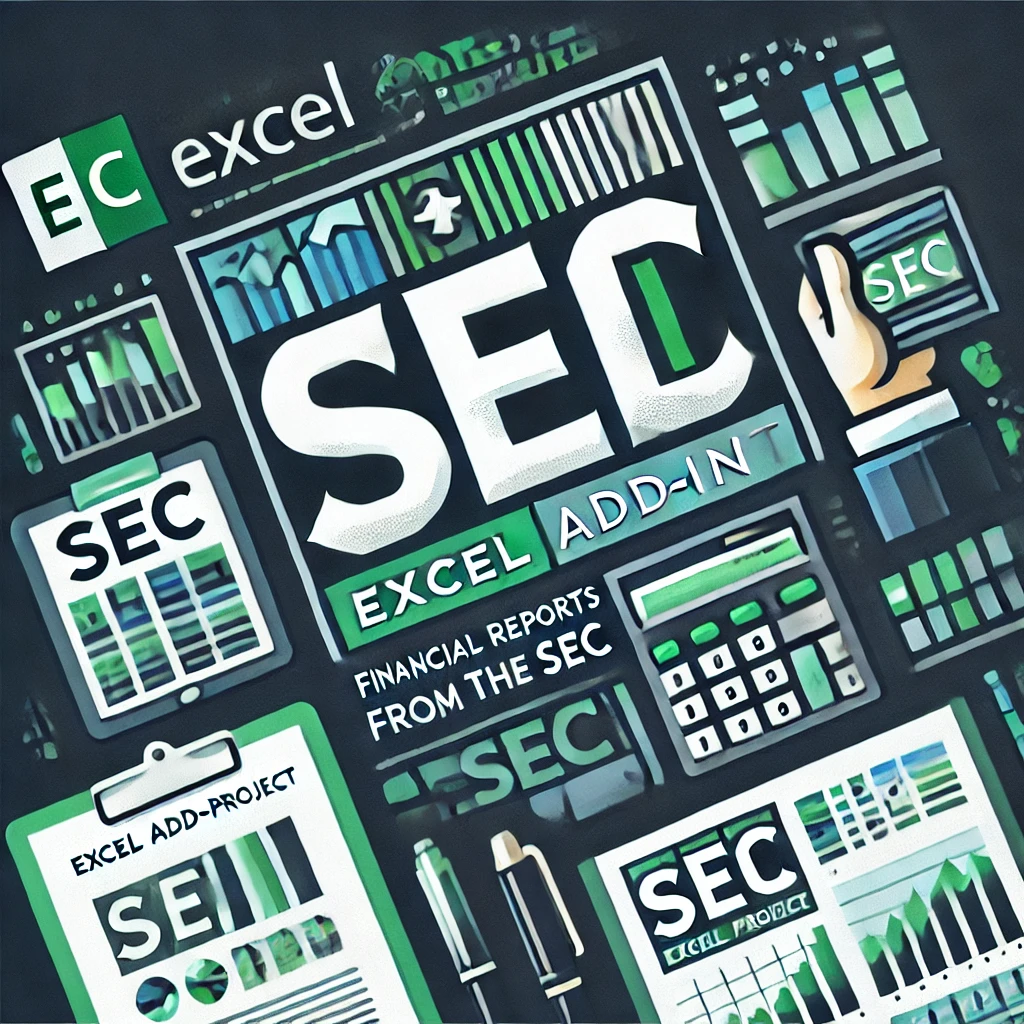 EC
excel
SEC
SEC
EXCEL ADD-IN
FINANCIAL REPORTS
FROM THE SEC
SEC
SEC
EXCEL ADD-PROJECT
SE
SEC